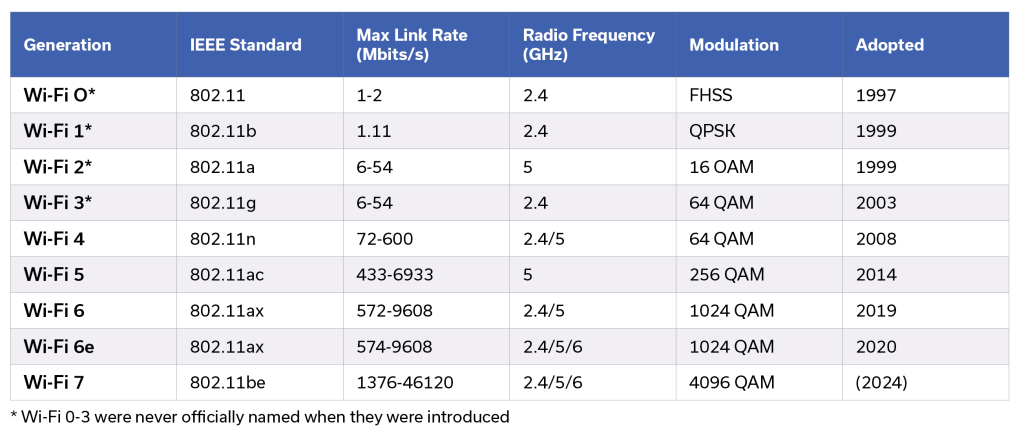 Generation IEEE Standard Max Link Rate (Mbits/s) Radio Frequency (GHz) Modulation Adopted
Wi-Fi O* 802.11 1-2 2.4 FHSS 1997
Wi-Fi 1* 802.11b 1.11 2.4 QPSK 1999
Wi-Fi 2* 802.11a 6-54 5 16 OAM 1999
Wi-Fi 3* 802.11g 6-54 2.4 64 QAM 2003
Wi-Fi 4 802.11n 72-600 2.4/5 64 QAM 2008
Wi-Fi 5 802.11ac 433-6933 5 256 QAM 2014
Wi-Fi 6 802.11ax 572-9608 2.4/5 1024 QAM 2019
Wi-Fi 6e 802.11ax 574-9608 2.4/5/6 1024 QAM 2020
Wi-Fi 7 802.11be 1376-46120 2.4/5/6 4096 QAM (2024)
* Wi-Fi 0-3 were never officially named when they were introduced